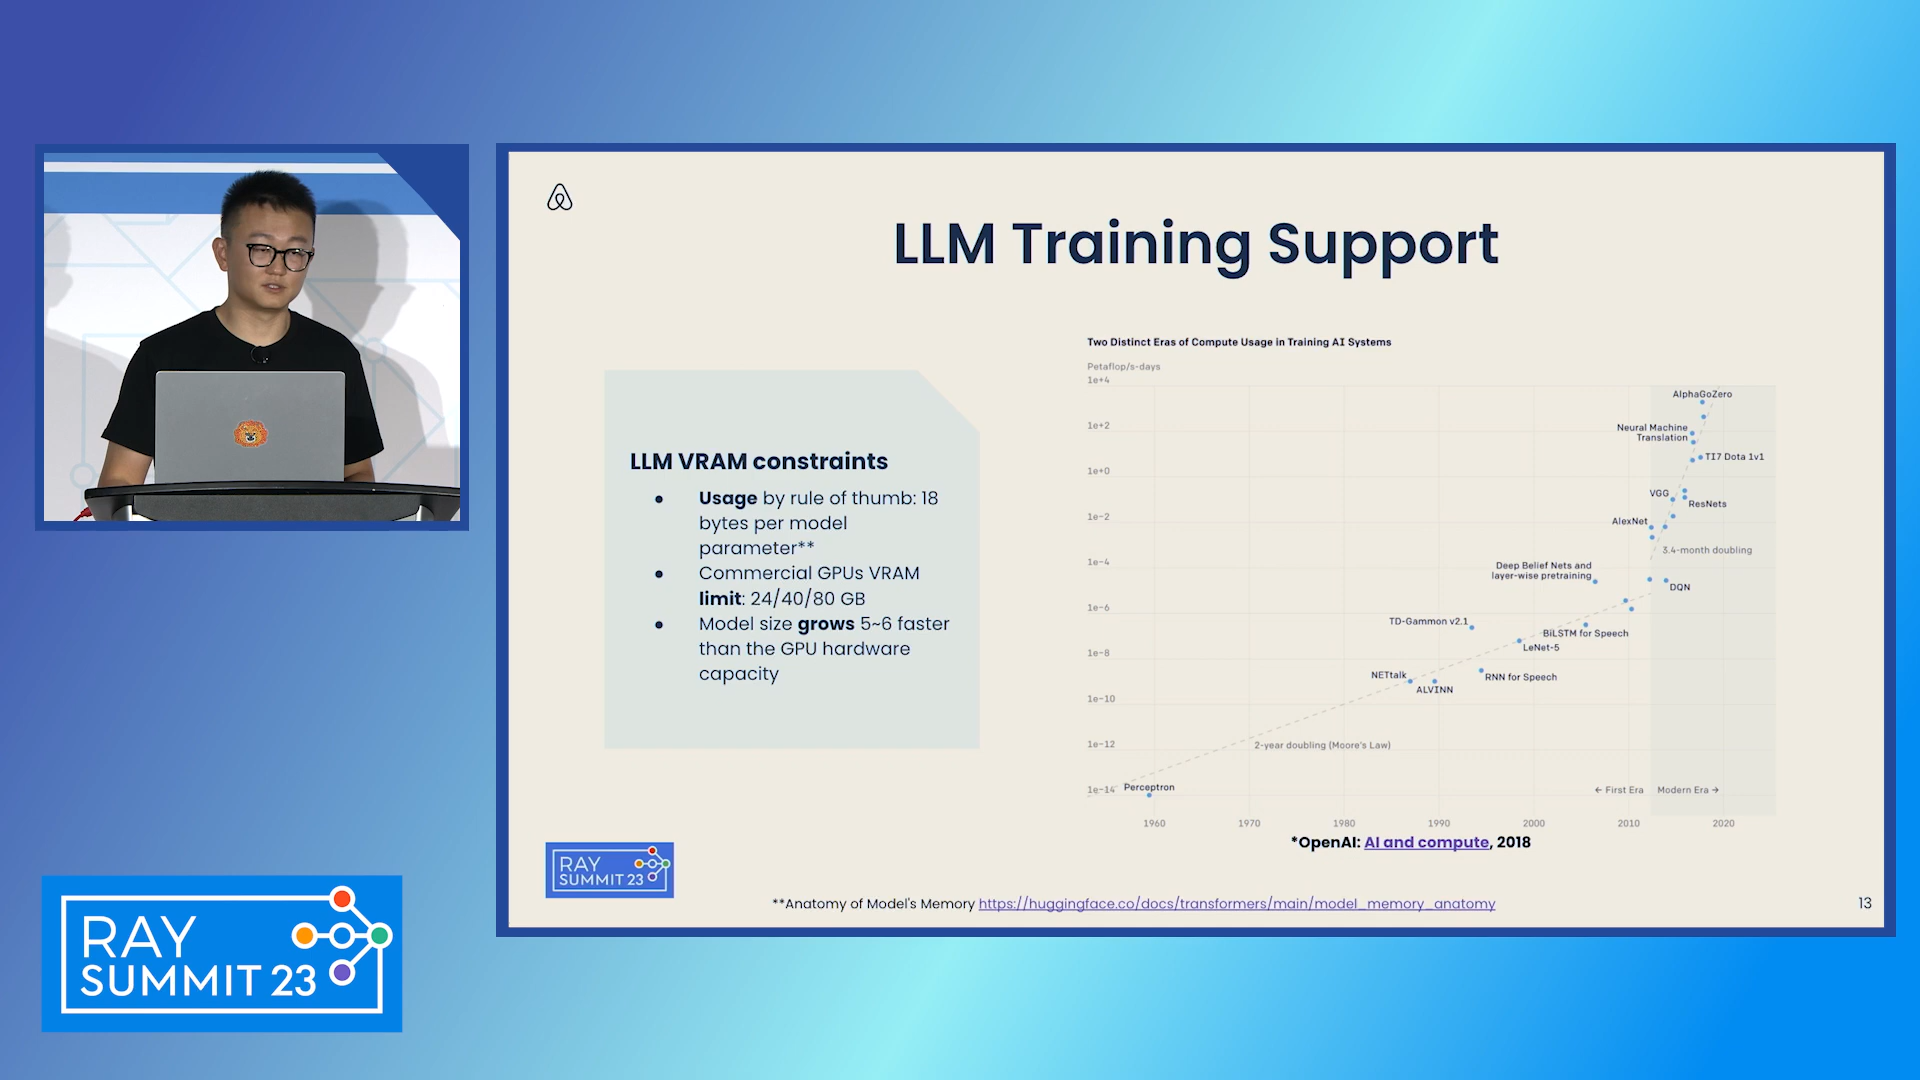 LLM Training Support
LLM VRAM constraints
● Usage by rule of thumb: 18
bytes per model
parameter**
● Commercial GPUs VRAM
limit: 24/40/80 GB
● Model size grows 5~6 faster
than the GPU hardware
capacity
Two Distinct Eras of Compute Usage in Training AI Systems
Petaflop/s-days
1e+4
1e+2
1e+0
1e-2
1e-4
1e-6
1e-8
1e-10
1e-12
1e-14
AlphaGoZero
Neural Machine
Translation
TI7 Dota 1v1
VGG
ResNets
AlexNet
3.4-month doubling
Deep Belief Nets and
layer-wise pretraining
DQN
TD-Gammon v2.1
BiLSTM for Speech
LeNet-5
NETtalk
RNN for Speech
ALVINN
2-year doubling (Moore's Law)
Perceptron
← First Era
Modern Era →
1960
1970
1980
1990
2000
2010
2020
*OpenAI: AI and compute, 2018
RAY
SUMMIT 23
**Anatomy of Model's Memory https://huggingface.co/docs/transformers/main/model_memory_anatomy
13
RAY
SUMMIT 23